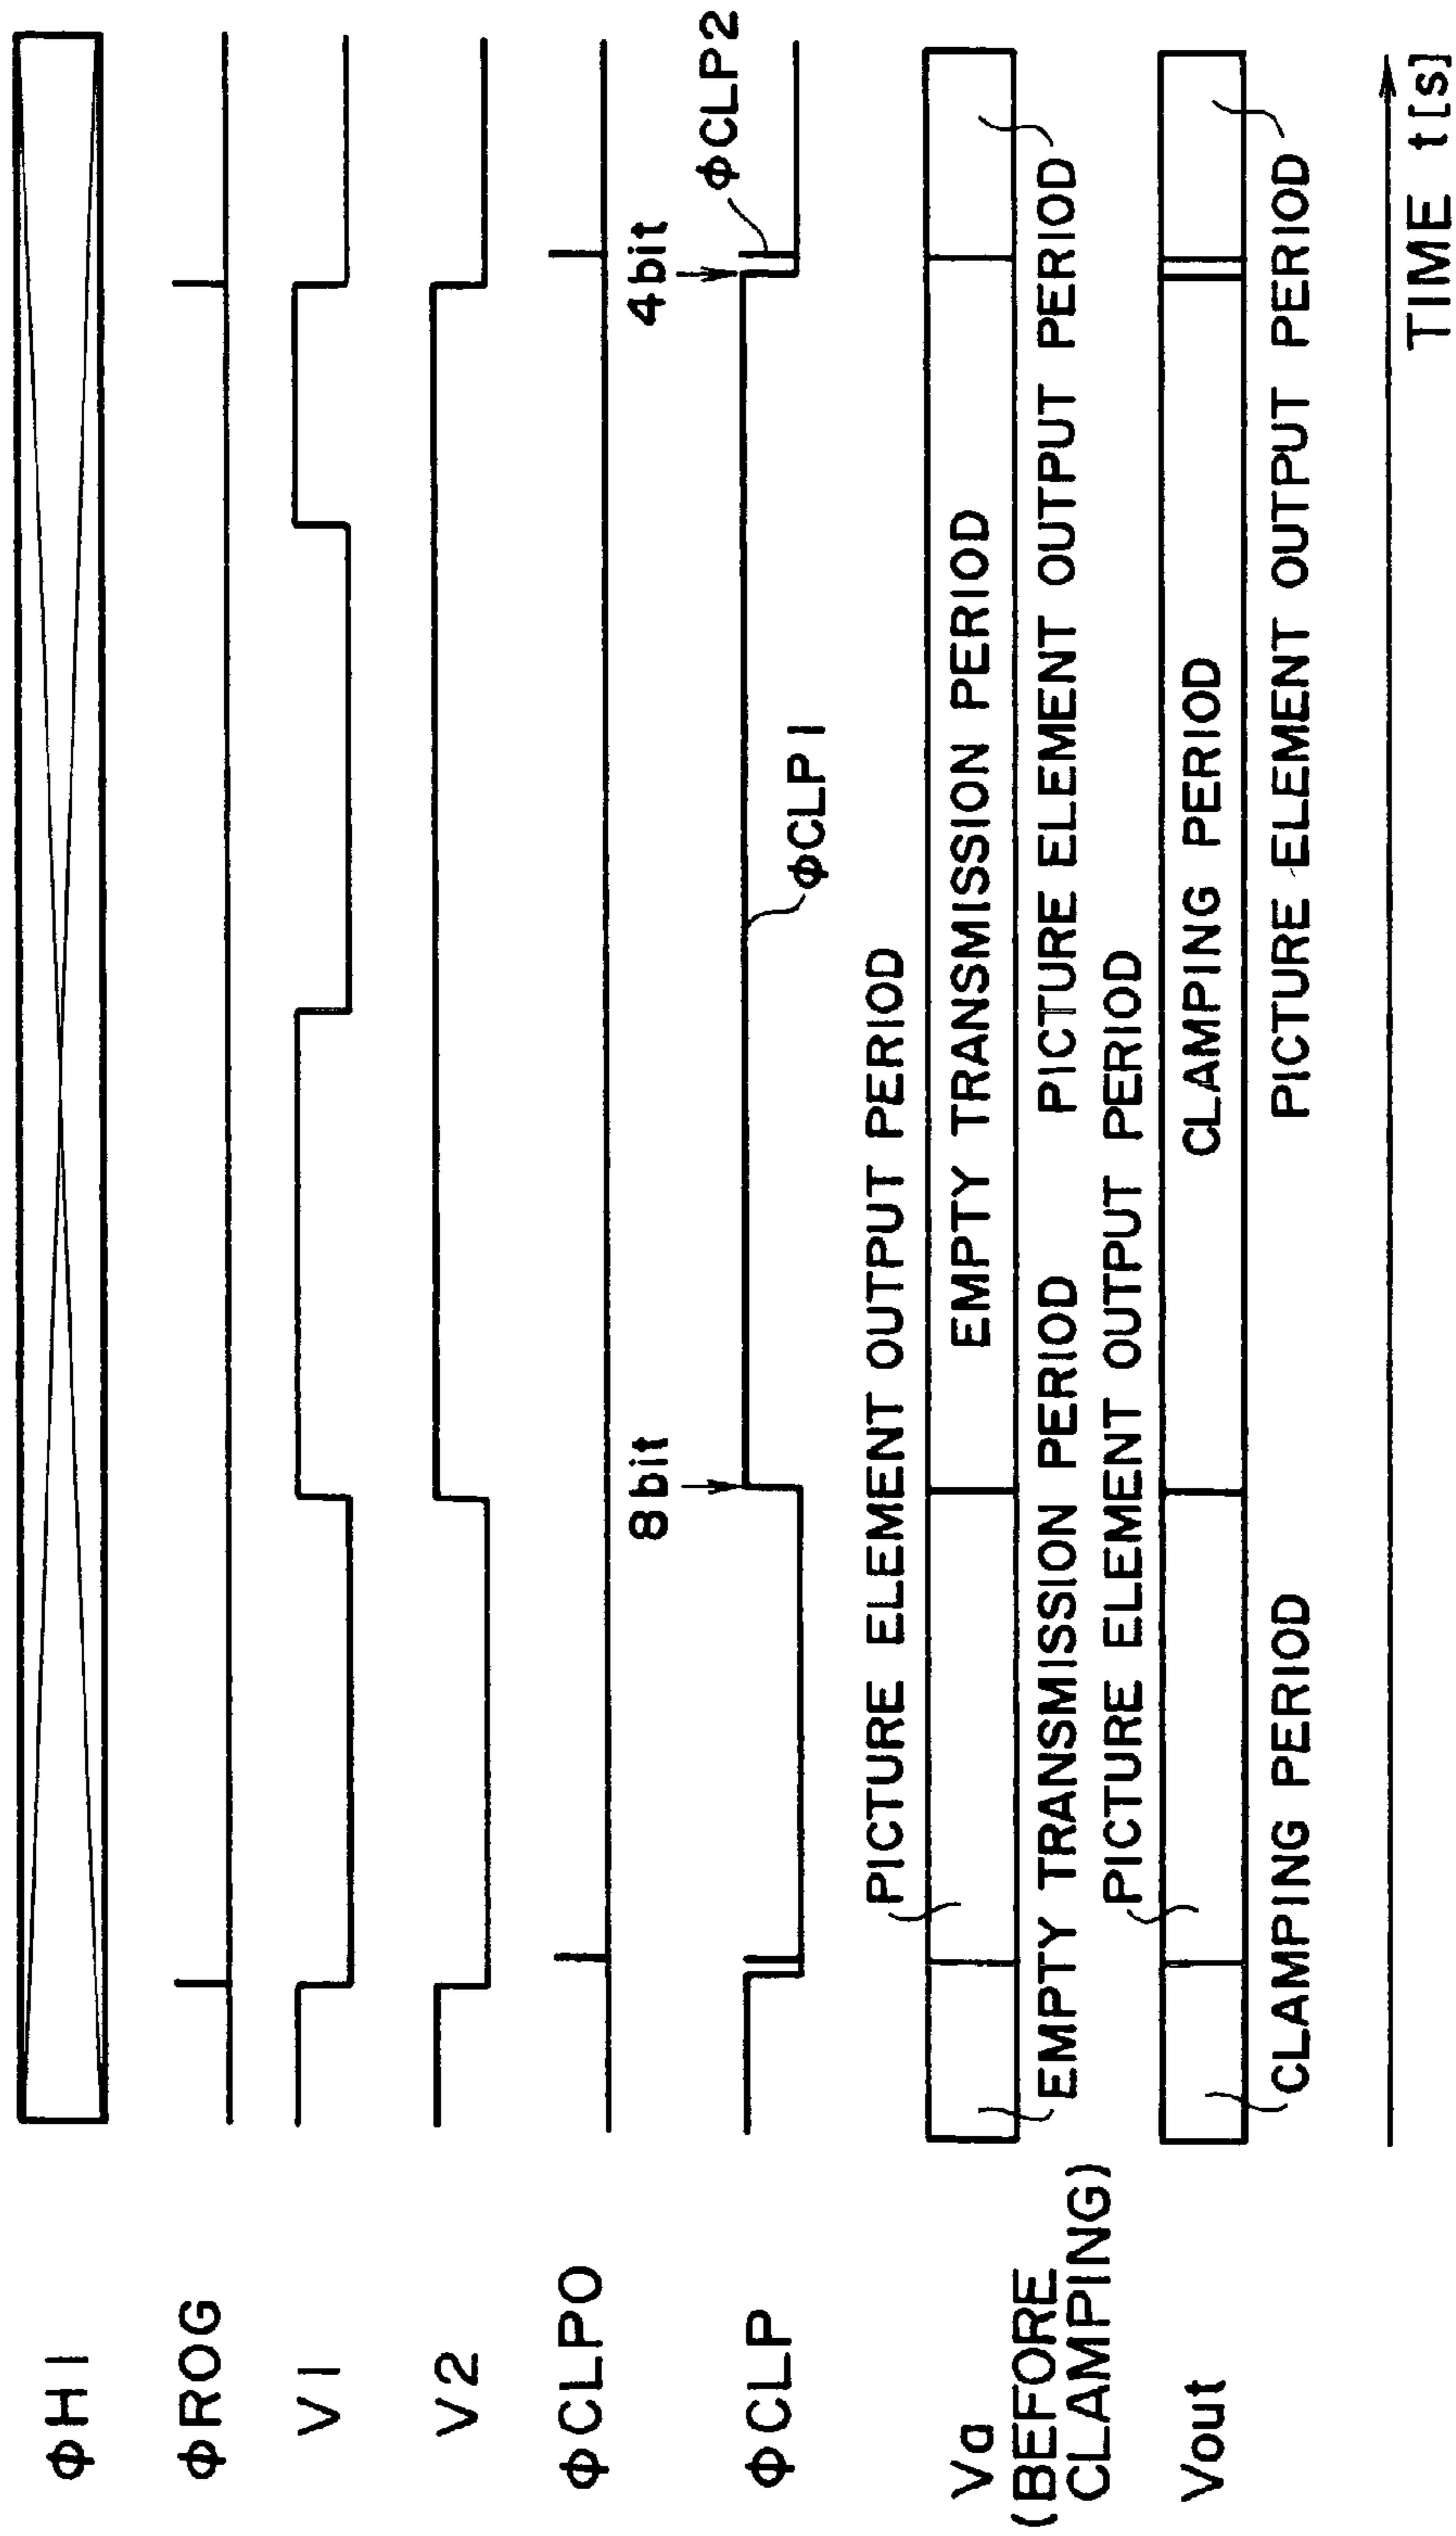 φH1
φROG
V1
V2
φCLPO
8bit
4bit
φCLP
φCLP1
φCLP2
PICTURE ELEMENT OUTPUT PERIOD
Va
(BEFORE
CLAMPING)
EMPTY TRANSMISSION PERIOD
EMPTY TRANSMISSION PERIOD
PICTURE ELEMENT OUTPUT PERIOD
PICTURE ELEMENT OUTPUT PERIOD
Vout
CLAMPING PERIOD
CLAMPING PERIOD
PICTURE ELEMENT OUTPUT PERIOD
TIME t[s]